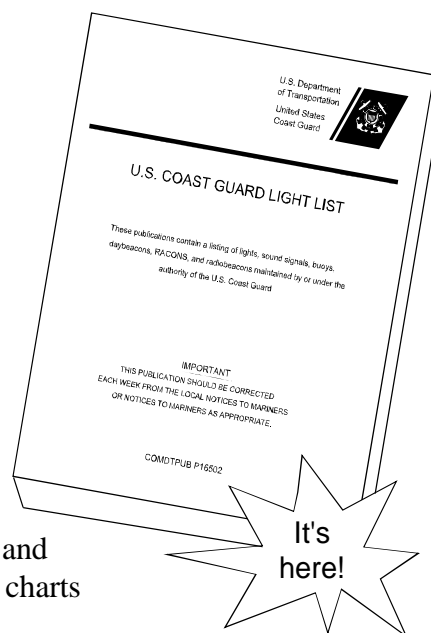 U.S. Department
of Transportation
United States
Coast Guard
U.S. COAST GUARD LIGHT LIST
These publications contain a listing of lights, sound signals, buoys,
daybeacons, RACONS, and radiobeacons maintained by or under the
authority of the U.S. Coast Guard
IMPORTANT
THIS PUBLICATION SHOULD BE CORRECTED
EACH WEEK FROM THE LOCAL NOTICES TO MARINERS
OR NOTICES TO MARINERS AS APPROPRIATE.
COMDTPUB P16502
It's
here!
and
charts